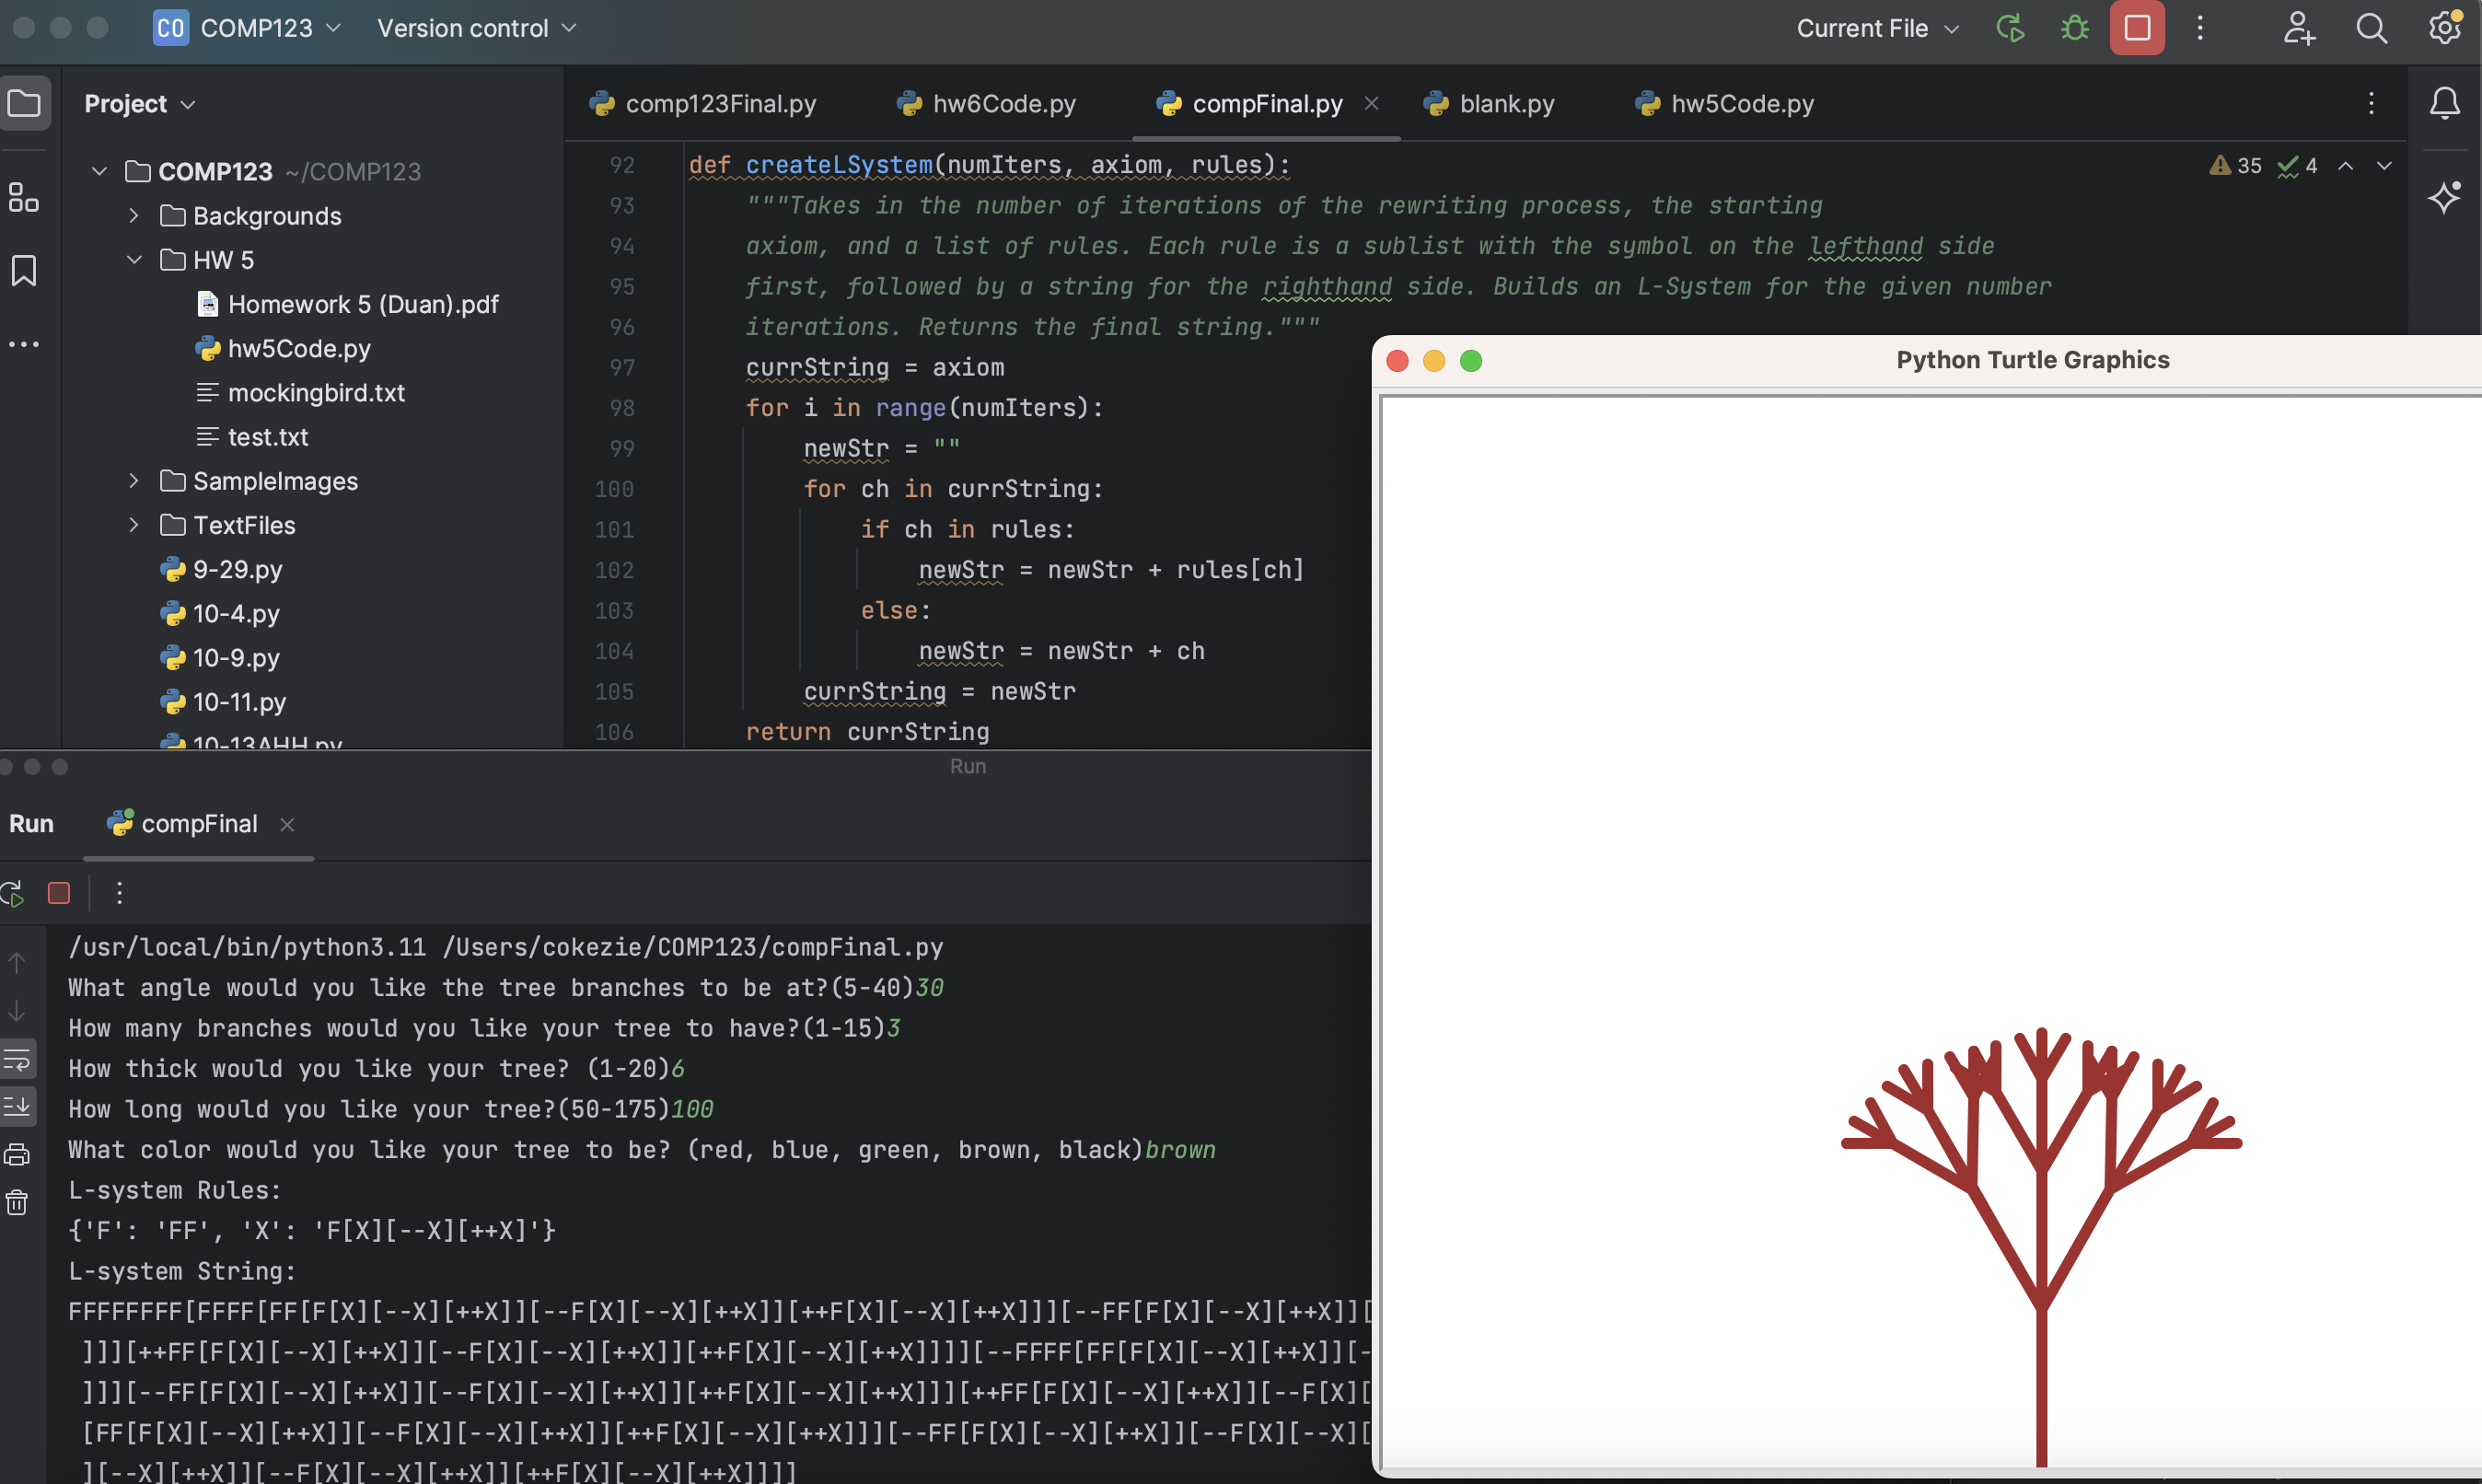 CO COMP123 Version control Current File
Project
comp123Final.py hw6Code.py compFinal.py blank.py hw5Code.py
COMP123 ~/COMP123
Backgrounds
HW 5
Homework 5 (Duan).pdf
hw5Code.py
mockingbird.txt
test.txt
SampleImages
TextFiles
9-29.py
10-4.py
10-9.py
10-11.py
10-13AHH.py
35 4
92 def createLSystem(numIters, axiom, rules):
93 """Takes in the number of iterations of the rewriting process, the starting
94 axiom, and a list of rules. Each rule is a sublist with the symbol on the lefthand side
95 first, followed by a string for the righthand side. Builds an L-System for the given number
96 iterations. Returns the final string."""
97 currString = axiom
98 for i in range(numIters):
99 newStr = ""
100 for ch in currString:
101 if ch in rules:
102 newStr = newStr + rules[ch]
103 else:
104 newStr = newStr + ch
105 currString = newStr
106 return currString
Python Turtle Graphics
Run
Run compFinal
/usr/local/bin/python3.11 /Users/cokezie/COMP123/compFinal.py
What angle would you like the tree branches to be at?(5-40)30
How many branches would you like your tree to have?(1-15)3
How thick would you like your tree? (1-20)6
How long would you like your tree?(50-175)100
What color would you like your tree to be? (red, blue, green, brown, black)brown
L-system Rules:
{'F': 'FF', 'X': 'F[X][--X][++X]'}
L-system String:
FFFFFFFF[FFFF[FF[F[X][--X][++X]][--F[X][--X][++X]][++F[X][--X][++X]]][--FF[F[X][--X][++X]][
]]][++FF[F[X][--X][++X]][--F[X][--X][++X]][++F[X][--X][++X]]]][--FFFF[FF[F[X][--X][++X]][-
]]][--FF[F[X][--X][++X]][--F[X][--X][++X]][++F[X][--X][++X]]][++FF[F[X][--X][++X]][--F[X][
[FF[F[X][--X][++X]][--F[X][--X][++X]][++F[X][--X][++X]]][--FF[F[X][--X][++X]][--F[X][--X][
][--X][++X]][--F[X][--X][++X]][++F[X][--X][++X]]]]